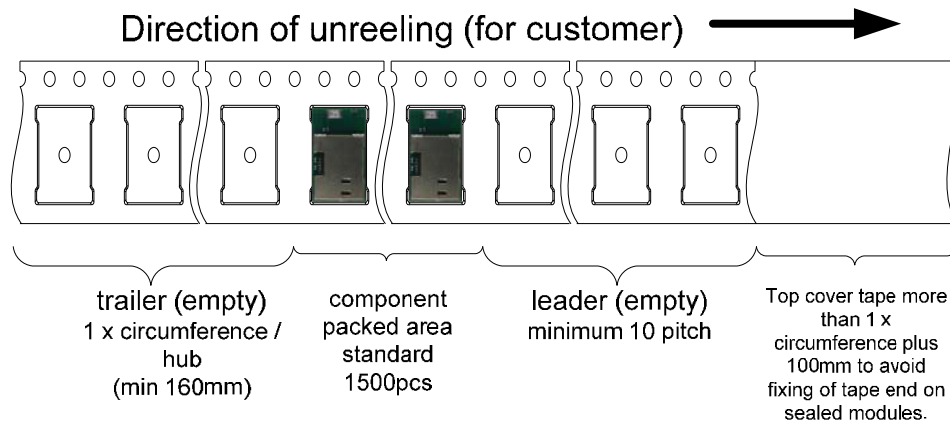 Direction of unreeling (for customer)
trailer (empty)
1 x circumference /
hub
(min 160mm)
component
packed area
standard
1500pcs
leader (empty)
minimum 10 pitch
Top cover tape more
than 1 x
circumference plus
100mm to avoid
fixing of tape end on
sealed modules.